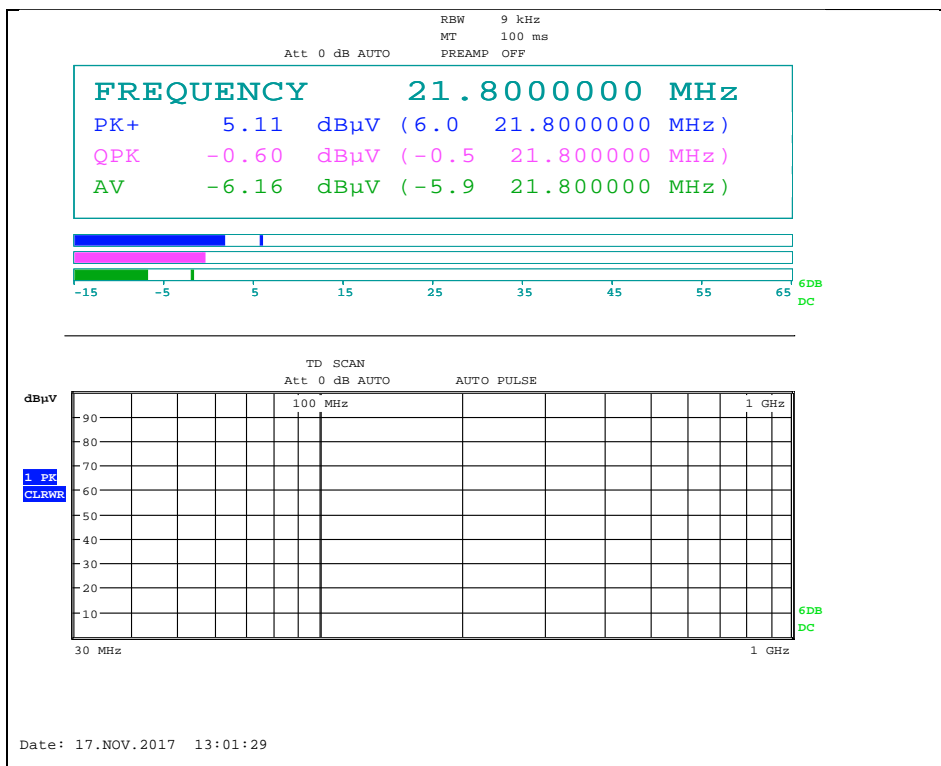 RBW 9 kHz
MT 100 ms
Att 0 dB AUTO PREAMP OFF
FREQUENCY 21.8000000 MHz
PK+ 5.11 dBµV (6.0 21.8000000 MHz)
QPK -0.60 dBµV (-0.5 21.800000 MHz)
AV -6.16 dBµV (-5.9 21.800000 MHz)
-15 -5 5 15 25 35 45 55 65
6DB
DC
TD SCAN
Att 0 dB AUTO AUTO PULSE
dBµV
100 MHz 1 GHz
90
80
70
1 PK
CLRWR
60
50
40
30
20
10
6DB
DC
30 MHz 1 GHz
Date: 17.NOV.2017 13:01:29